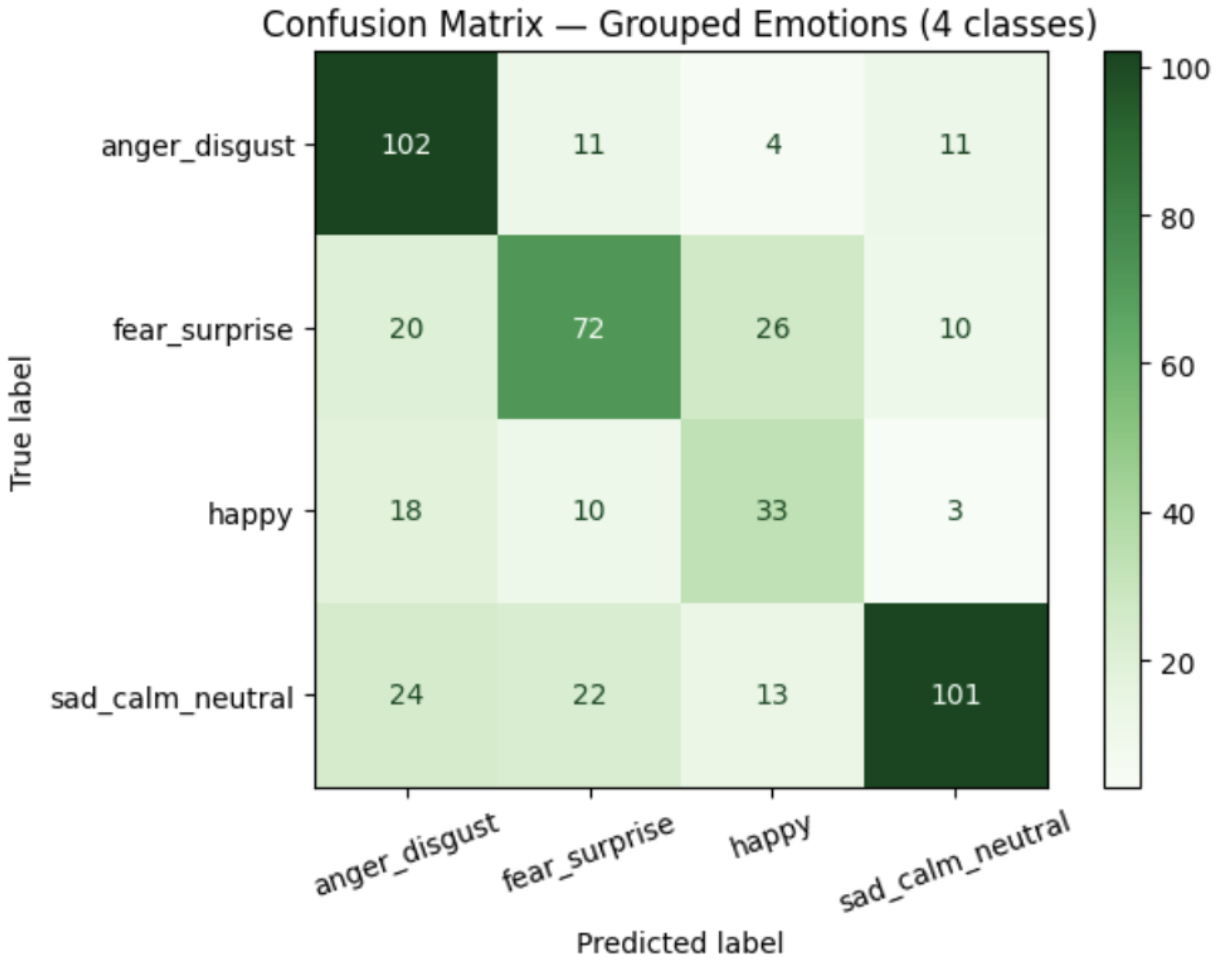 Confusion Matrix — Grouped Emotions (4 classes)
True label
anger_disgust 102 11 4 11
fear_surprise 20 72 26 10
happy 18 10 33 3
sad_calm_neutral 24 22 13 101
anger_disgust fear_surprise happy sad_calm_neutral
Predicted label
100
80
60
40
20